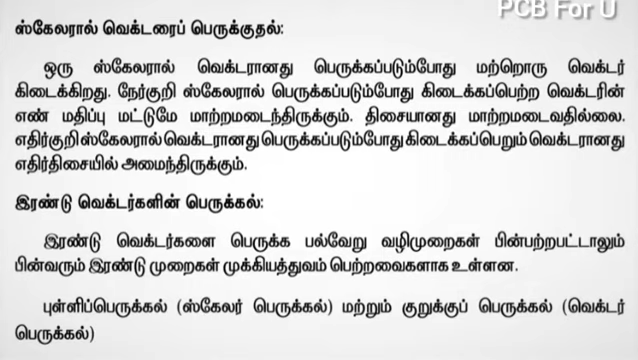 PCB For U
ஸ்கேலரால் வெக்டரைப் பெருக்குதல்:
ஒரு ஸ்கேலரால் வெக்டரானது பெருக்கப்படும்போது மற்றொரு வெக்டர்
கிடைக்கிறது. நேர்குறி ஸ்கேலரால் பெருக்கப்படும்போது கிடைக்கப்பெற்ற வெக்டரின்
எண் மதிப்பு மட்டுமே மாற்றமடைந்திருக்கும். திசையானது மாற்றமடைவதில்லை.
எதிர்குறி ஸ்கேலரால் வெக்டரானது பெருக்கப்படும்போது கிடைக்கப்பெறும் வெக்டரானது
எதிர்திசையில் அமைந்திருக்கும்.
இரண்டு வெக்டர்களின் பெருக்கல்:
இரண்டு வெக்டர்களை பெருக்க பல்வேறு வழிமுறைகள் பின்பற்றபட்டாலும்
பின்வரும் இரண்டு முறைகள் முக்கியத்துவம் பெற்றவைகளாக உள்ளன.
புள்ளிப்பெருக்கல் (ஸ்கேலர் பெருக்கல்) மற்றும் குறுக்குப் பெருக்கல் (வெக்டர்
பெருக்கல்)